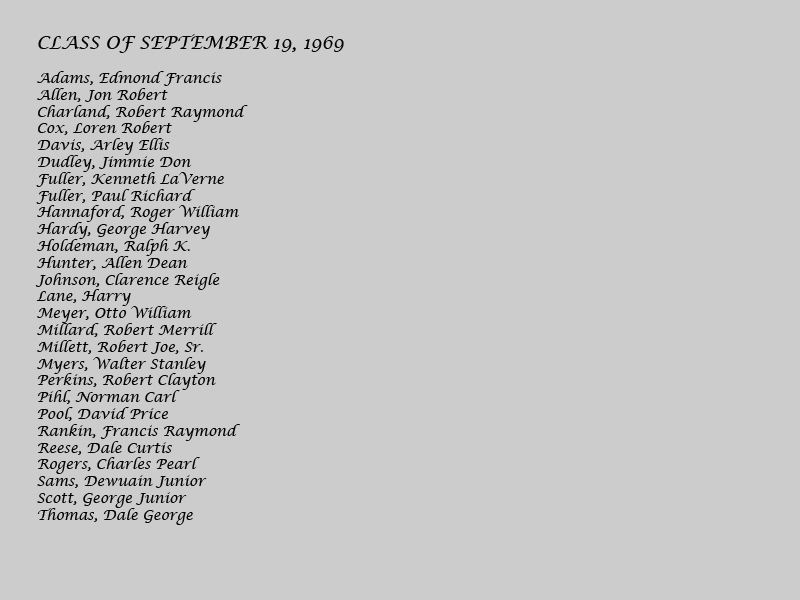 CLASS OF SEPTEMBER 19, 1969
Adams, Edmond Francis
Allen, Jon Robert
Charland, Robert Raymond
Cox, Loren Robert
Davis, Arley Ellis
Dudley, Jimmie Don
Fuller, Kenneth LaVerne
Fuller, Paul Richard
Hannaford, Roger William
Hardy, George Harvey
Holdeman, Ralph K.
Hunter, Allen Dean
Johnson, Clarence Reigle
Lane, Harry
Meyer, Otto William
Millard, Robert Merrill
Millett, Robert Joe, Sr.
Myers, Walter Stanley
Perkins, Robert Clayton
Pihl, Norman Carl
Pool, David Price
Rankin, Francis Raymond
Reese, Dale Curtis
Rogers, Charles Pearl
Sams, Dewuain Junior
Scott, George Junior
Thomas, Dale George